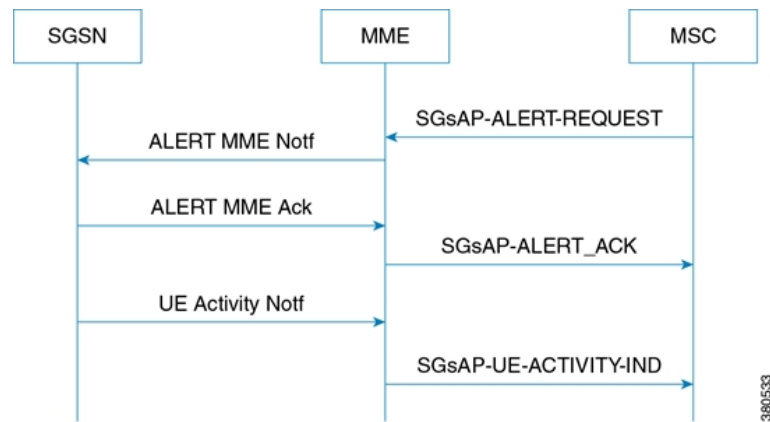 SGSN
MME
MSC
SGsAP-ALERT-REQUEST
ALERT MME Notf
ALERT MME Ack
SGsAP-ALERT_ACK
UE Activity Notf
SGsAP-UE-ACTIVITY-IND
380533